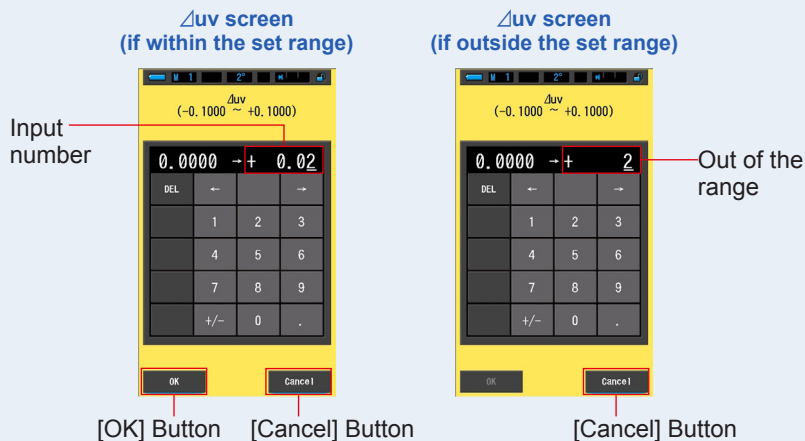 ⊿uv screen
(if within the set range)
M 1 2°
⊿uv
(-0.1000 ~ +0.1000)
Input
number
0.0000 →+ 0.02
DEL ← →
1 2 3
4 5 6
7 8 9
+/- 0 .
OK Cancel
[OK] Button [Cancel] Button
⊿uv screen
(if outside the set range)
M 1 2°
⊿uv
(-0.1000 ~ +0.1000)
0.0000 →+ 2
Out of the
range
DEL ← →
1 2 3
4 5 6
7 8 9
+/- 0 .
OK Cancel
[Cancel] Button